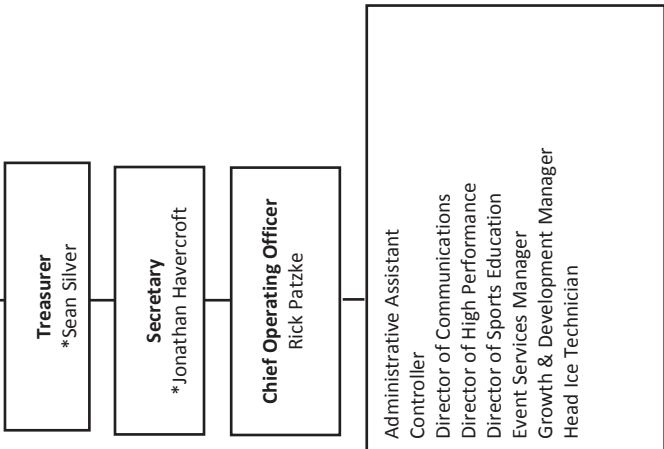 Treasurer
*Sean Silver
Secretary
*Jonathan Havercroft
Chief Operating Officer
Rick Patzke
Administrative Assistant
Controller
Director of Communications
Director of High Performance
Director of Sports Education
Event Services Manager
Growth & Development Manager
Head Ice Technician